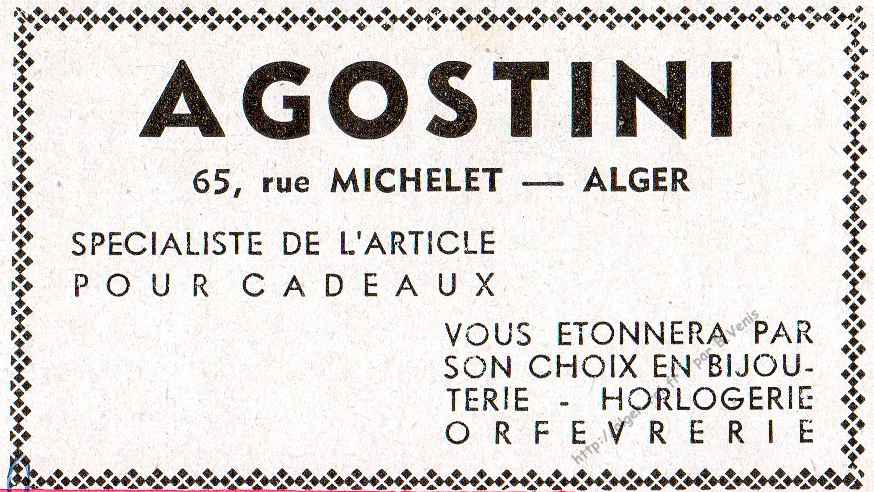 AGOSTINI
65, rue MICHELET — ALGER
SPECIALISTE DE L'ARTICLE
POUR CADEAUX
VOUS ETONNERA PAR
SON CHOIX EN BIJOU-
TERIE - HORLOGERIE
ORFEVRERIE